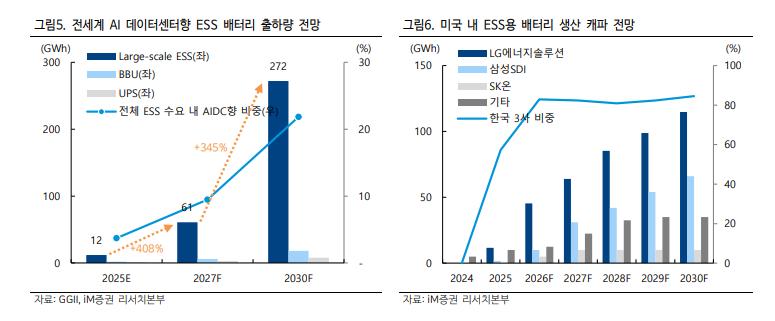 그림5. 전세계 AI 데이터센터향 ESS 배터리 출하량 전망
(GWh)
(%)
Large-scale ESS(좌)
BBU(좌)
UPS(좌)
전체 ESS 수요 내 AIDC향 비중(우)
300
200
100
0
30
20
10
-
12
61
272
+408%
+345%
2025E
2027F
2030F
자료: GGII, iM증권 리서치본부
그림6. 미국 내 ESS용 배터리 생산 캐파 전망
(GWh)
(%)
LG에너지솔루션
삼성SDI
SK온
기타
한국 3사 비중
150
100
50
0
100
80
60
40
20
0
2024
2025
2026F
2027F
2028F
2029F
2030F
자료: iM증권 리서치본부